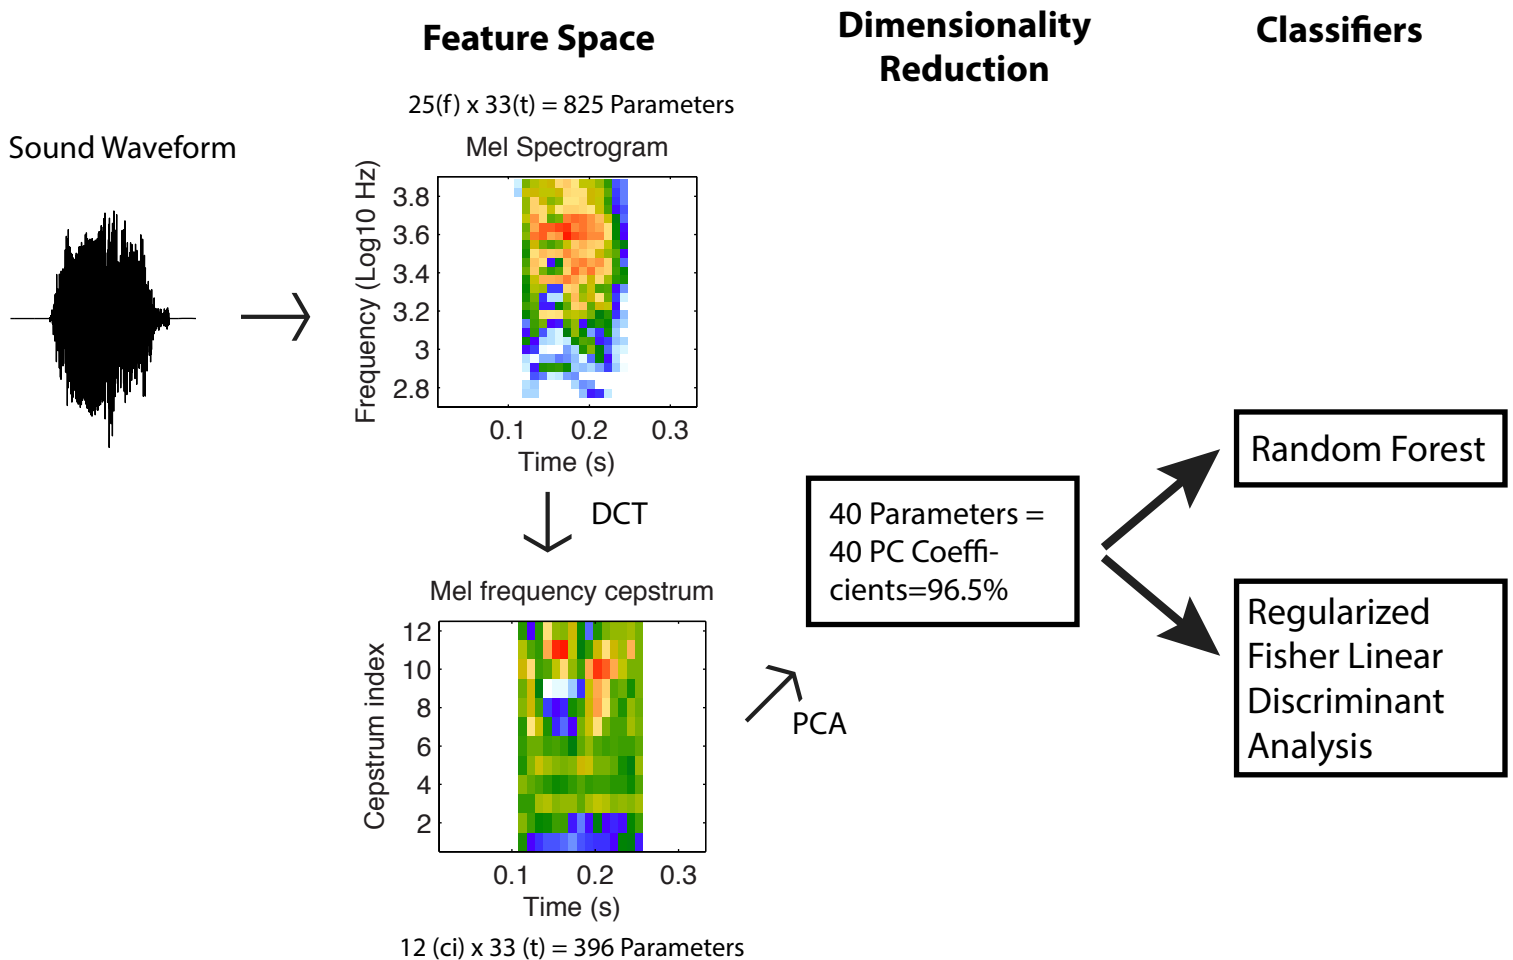 Feature Space
Dimensionality
Reduction
Classifiers
25(f) x 33(t) = 825 Parameters
Sound Waveform
Mel Spectrogram
Frequency (Log10 Hz)
3.8
3.6
3.4
3.2
3
2.8
0.1 0.2 0.3
Time (s)
DCT
Mel frequency cepstrum
Cepstrum index
12
10
8
6
4
2
0.1 0.2 0.3
Time (s)
12 (ci) x 33 (t) = 396 Parameters
PCA
40 Parameters =
40 PC Coeffi-
cients=96.5%
Random Forest
Regularized
Fisher Linear
Discriminant
Analysis